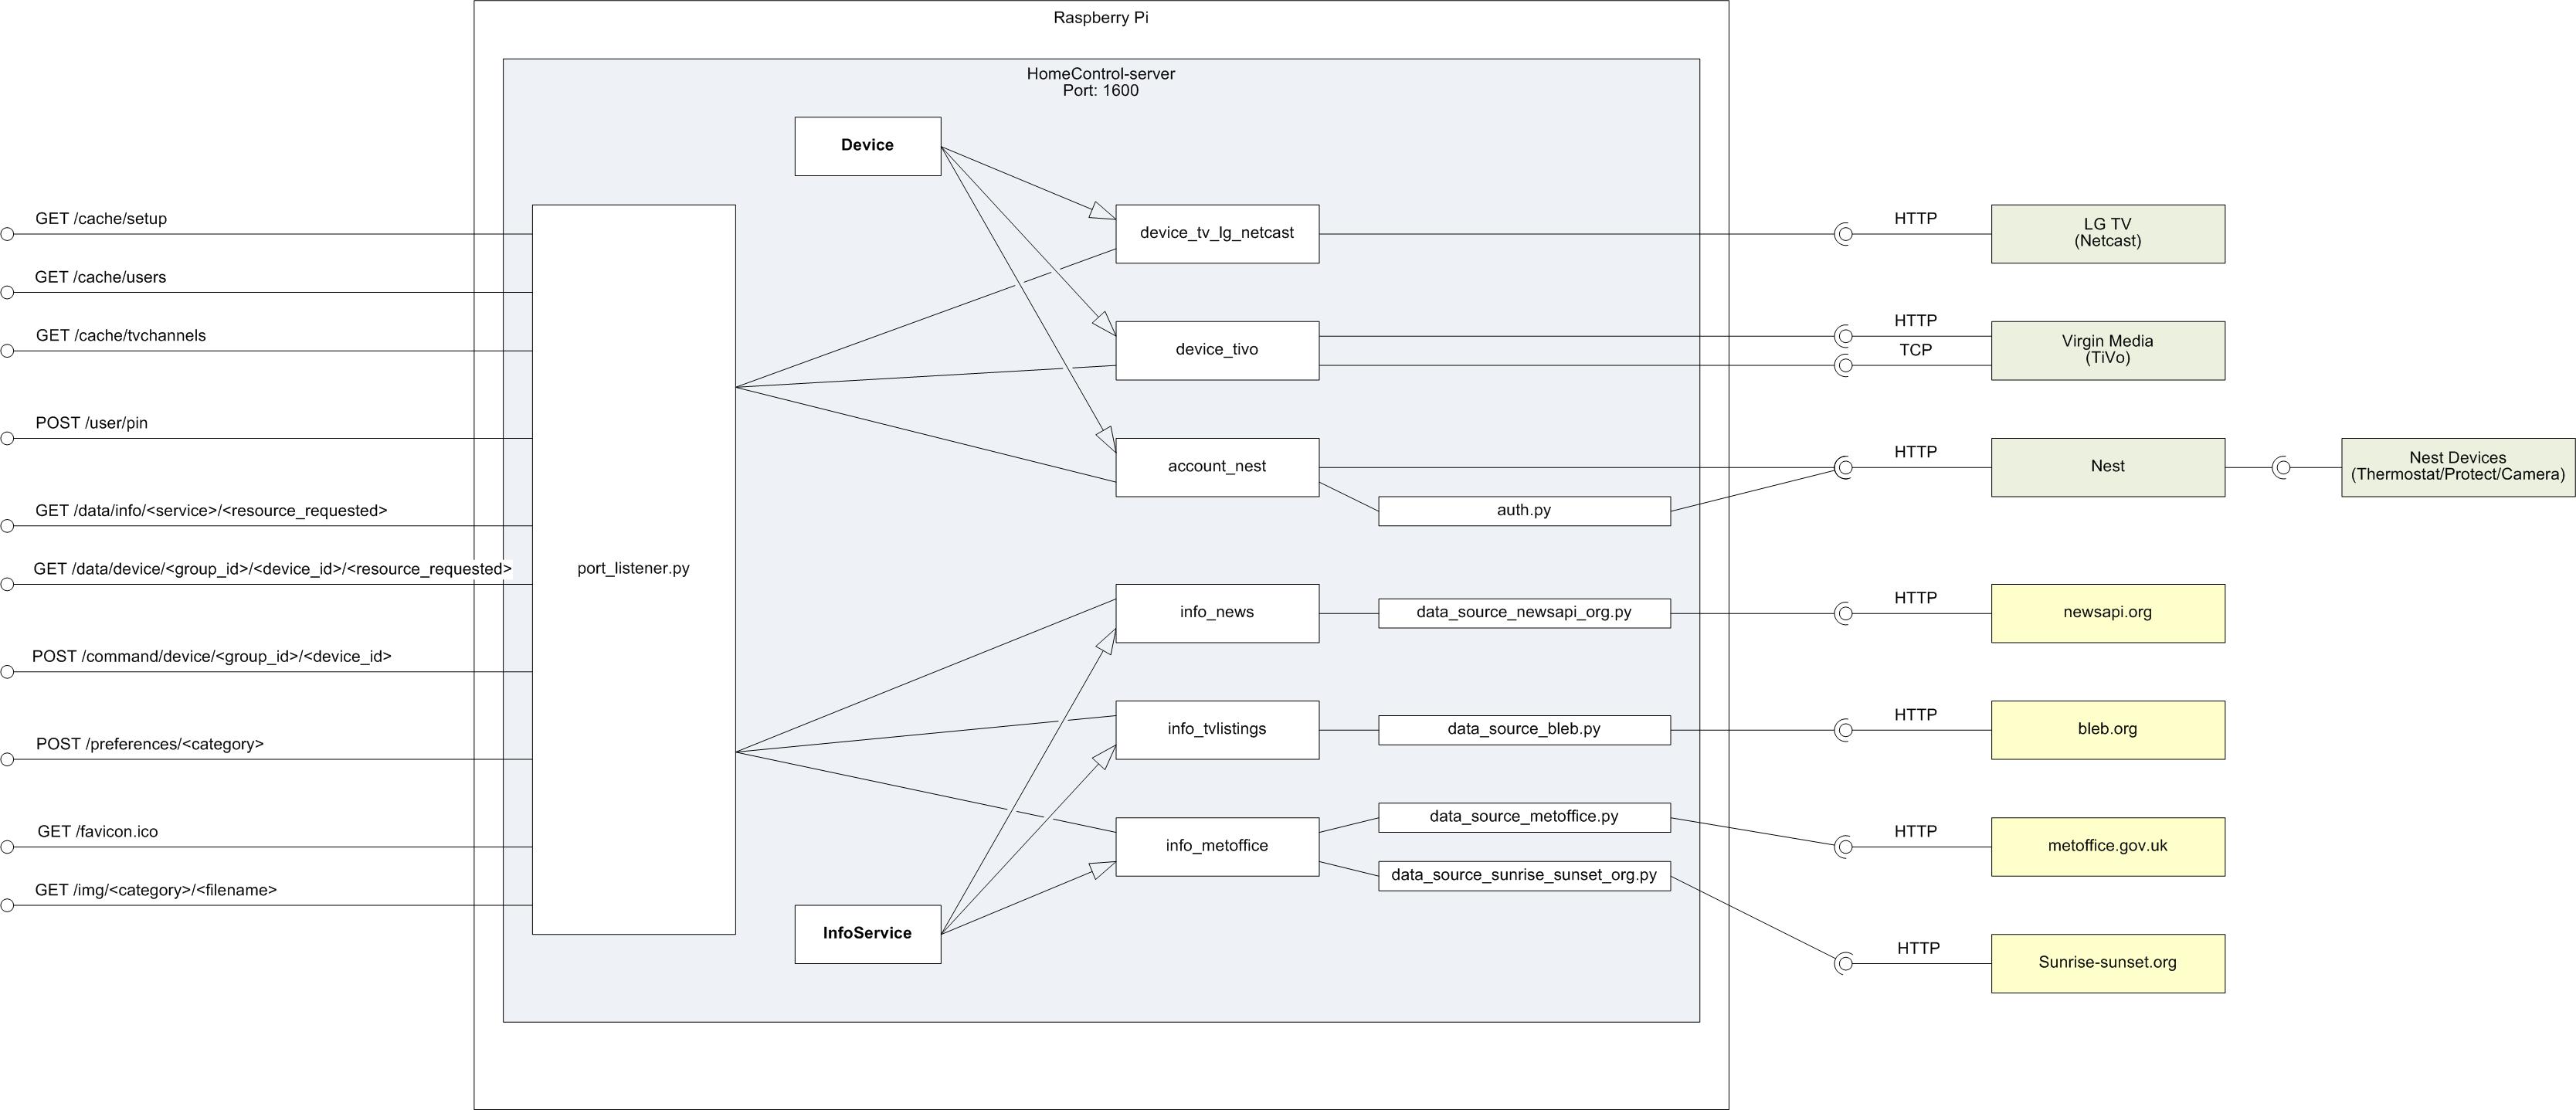 Raspberry Pi
HomeControl-server
Port: 1600
Device
GET /cache/setup
GET /cache/users
GET /cache/tvchannels
POST /user/pin
GET /data/info/<service>/<resource_requested>
GET /data/device/<group_id>/<device_id>/<resource_requested>
POST /command/device/<group_id>/<device_id>
POST /preferences/<category>
GET /favicon.ico
GET /img/<category>/<filename>
port_listener.py
device_tv_lg_netcast
HTTP
LG TV
(Netcast)
device_tivo
HTTP
TCP
Virgin Media
(TiVo)
account_nest
auth.py
HTTP
Nest
Nest Devices
(Thermostat/Protect/Camera)
info_news
data_source_newsapi_org.py
HTTP
newsapi.org
info_tvlistings
data_source_bleb.py
HTTP
bleb.org
info_metoffice
data_source_metoffice.py
HTTP
metoffice.gov.uk
data_source_sunrise_sunset_org.py
HTTP
Sunrise-sunset.org
InfoService